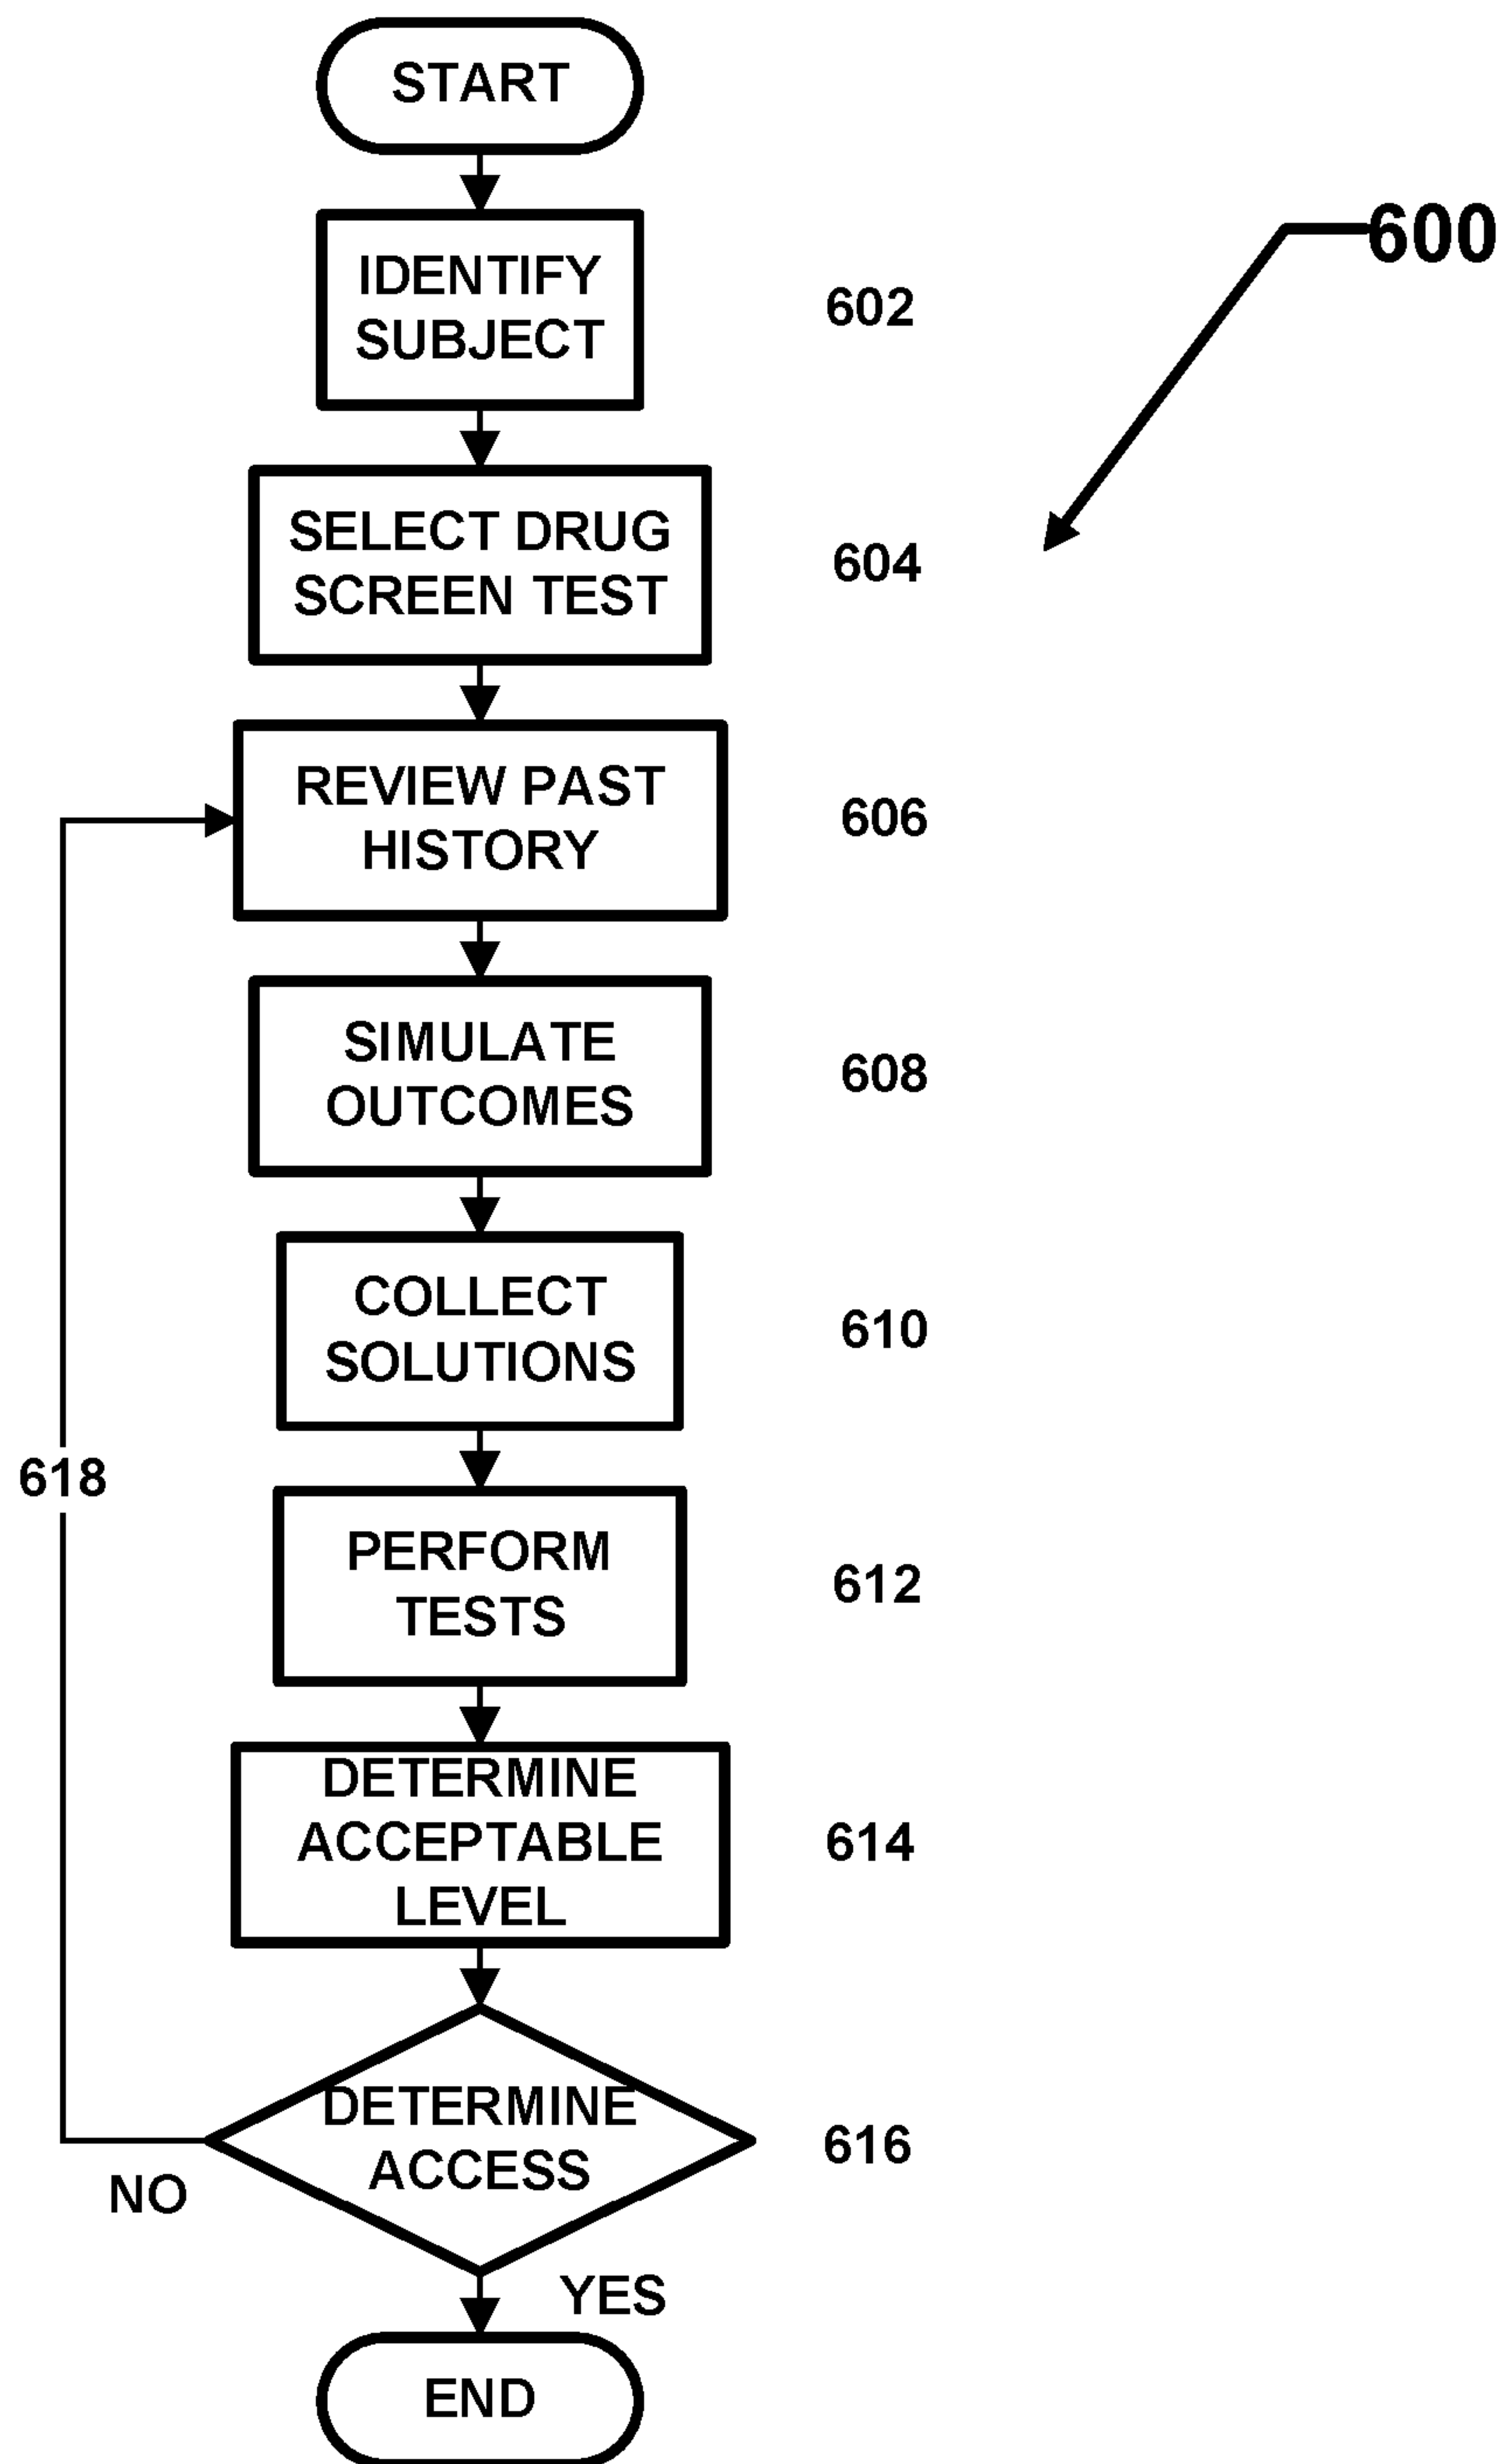 START
600
IDENTIFY
SUBJECT
602
SELECT DRUG
SCREEN TEST
604
REVIEW PAST
HISTORY
606
SIMULATE
OUTCOMES
608
COLLECT
SOLUTIONS
610
618
PERFORM
TESTS
612
DETERMINE
ACCEPTABLE
LEVEL
614
DETERMINE
ACCESS
616
NO
YES
END